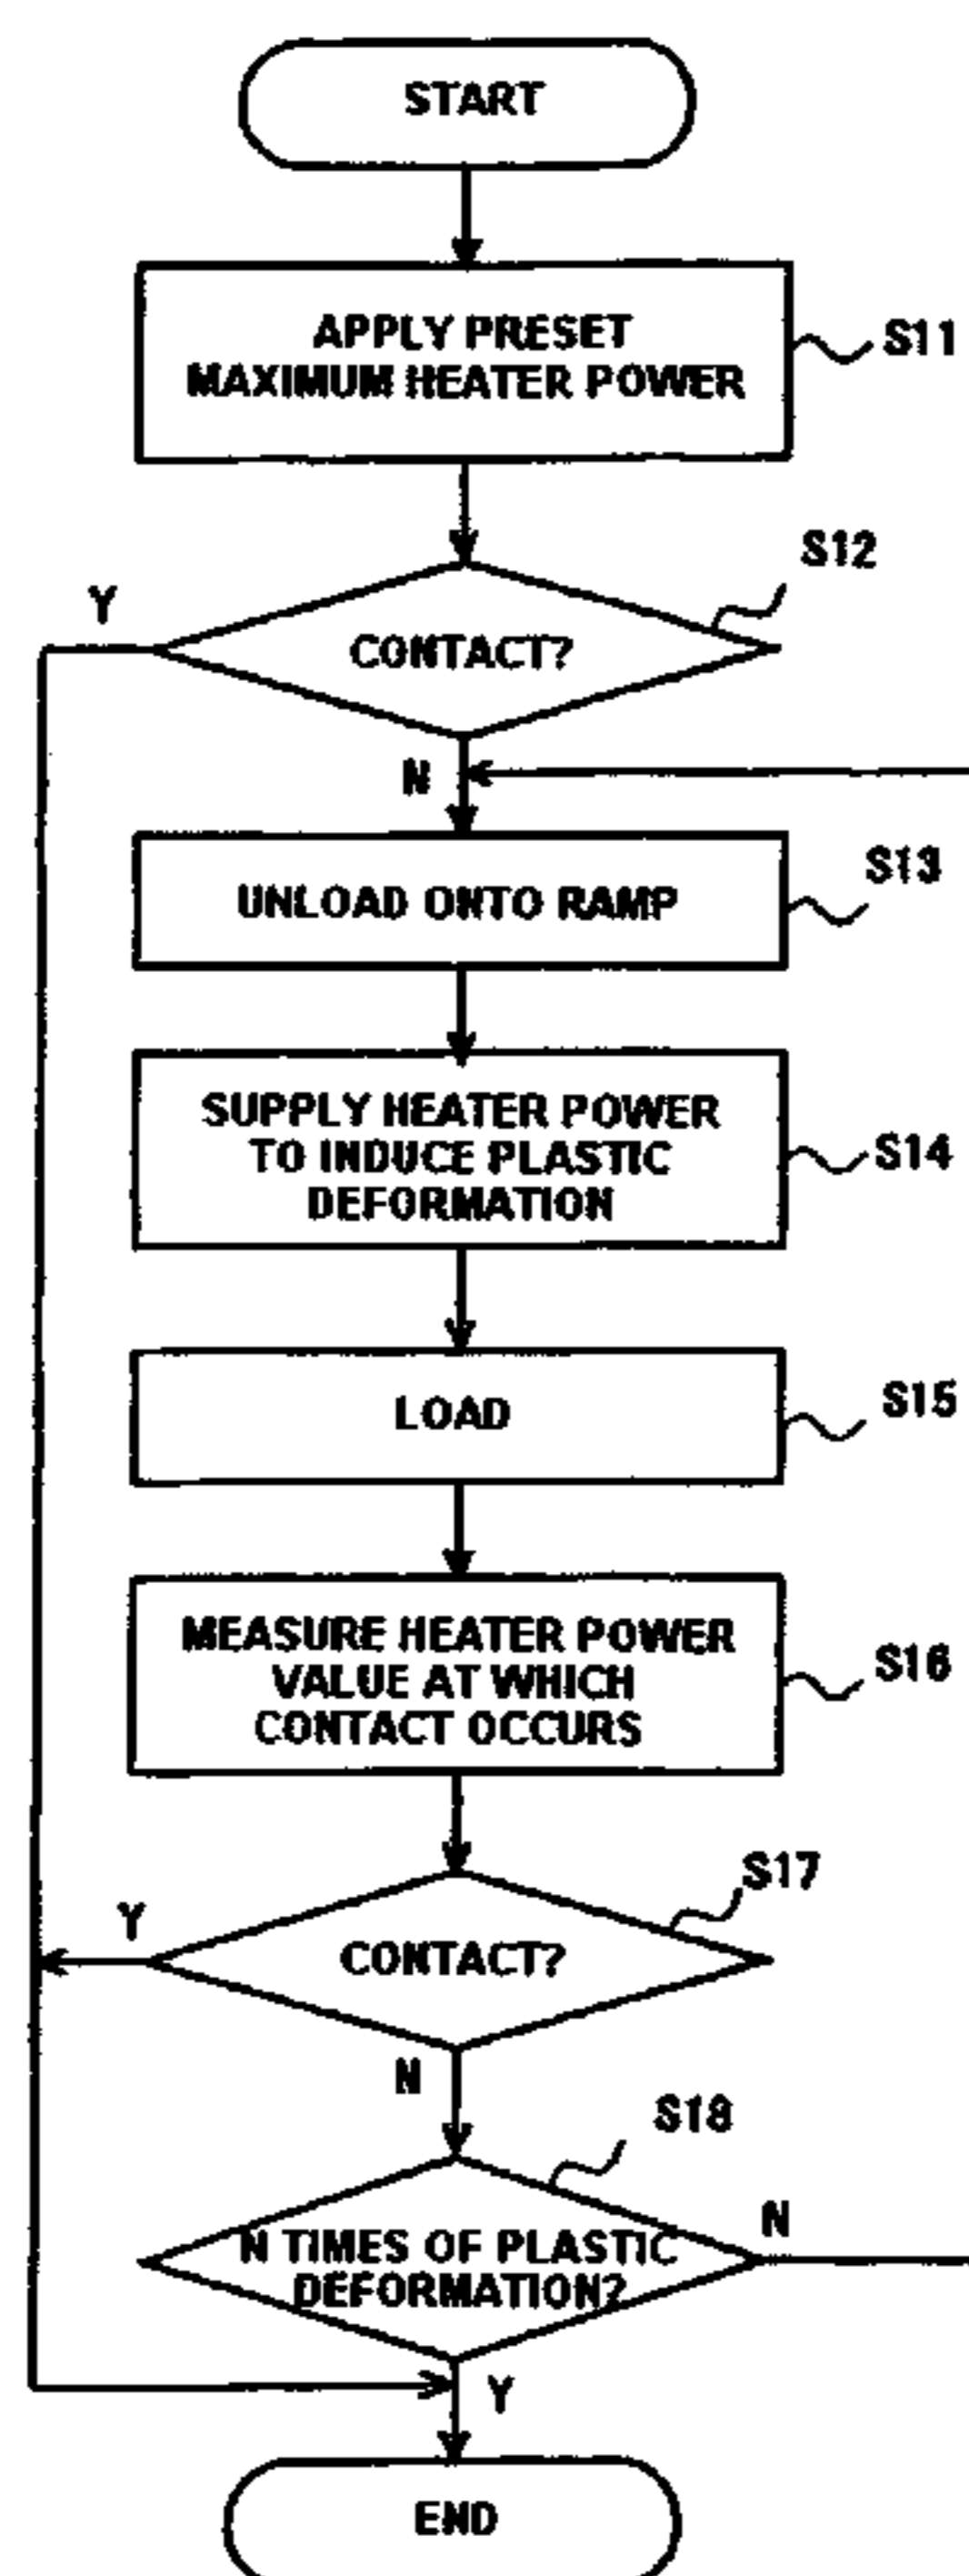 START
APPLY PRESET
MAXIMUM HEATER POWER
S11
S12
Y
CONTACT?
N
S13
UNLOAD ONTO RAMP
SUPPLY HEATER POWER
TO INDUCE PLASTIC
DEFORMATION
S14
LOAD
S15
MEASURE HEATER POWER
VALUE AT WHICH
CONTACT OCCURS
S16
S17
Y
CONTACT?
N
S18
N
N TIMES OF PLASTIC
DEFORMATION?
Y
END